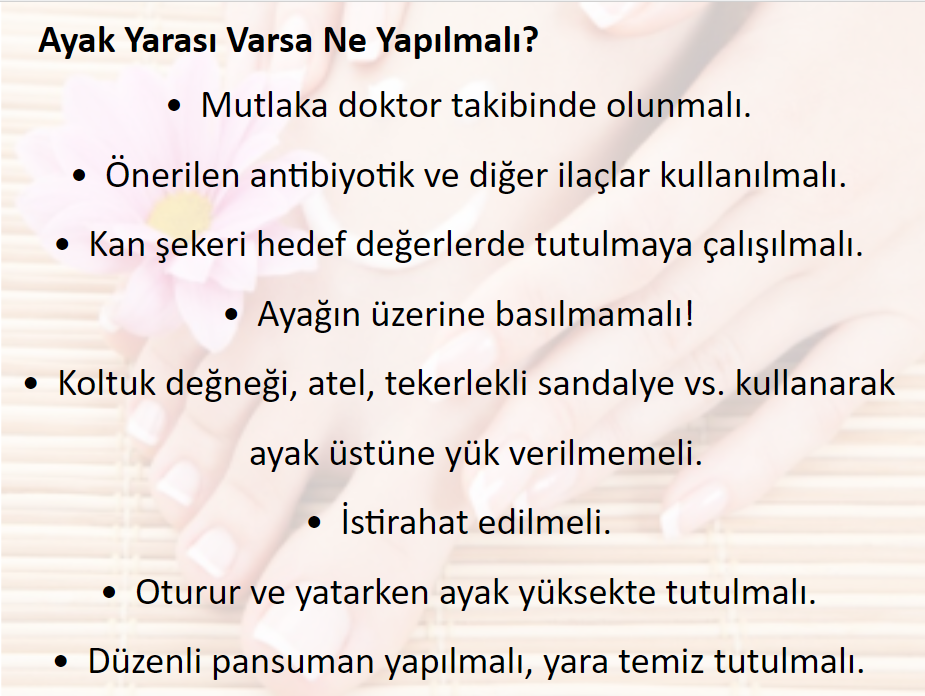 Ayak Yarası Varsa Ne Yapılmalı?
• Mutlaka doktor takibinde olunmalı.
• Önerilen antibiyotik ve diğer ilaçlar kullanılmalı.
• Kan şekeri hedef değerlerde tutulmaya çalışılmalı.
• Ayağın üzerine basılmamalı!
• Koltuk değneği, atel, tekerlekli sandalye vs. kullanarak
ayak üstüne yük verilmemeli.
• İstirahat edilmeli.
• Oturur ve yatarken ayak yüksekte tutulmalı.
• Düzenli pansuman yapılmalı, yara temiz tutulmalı.